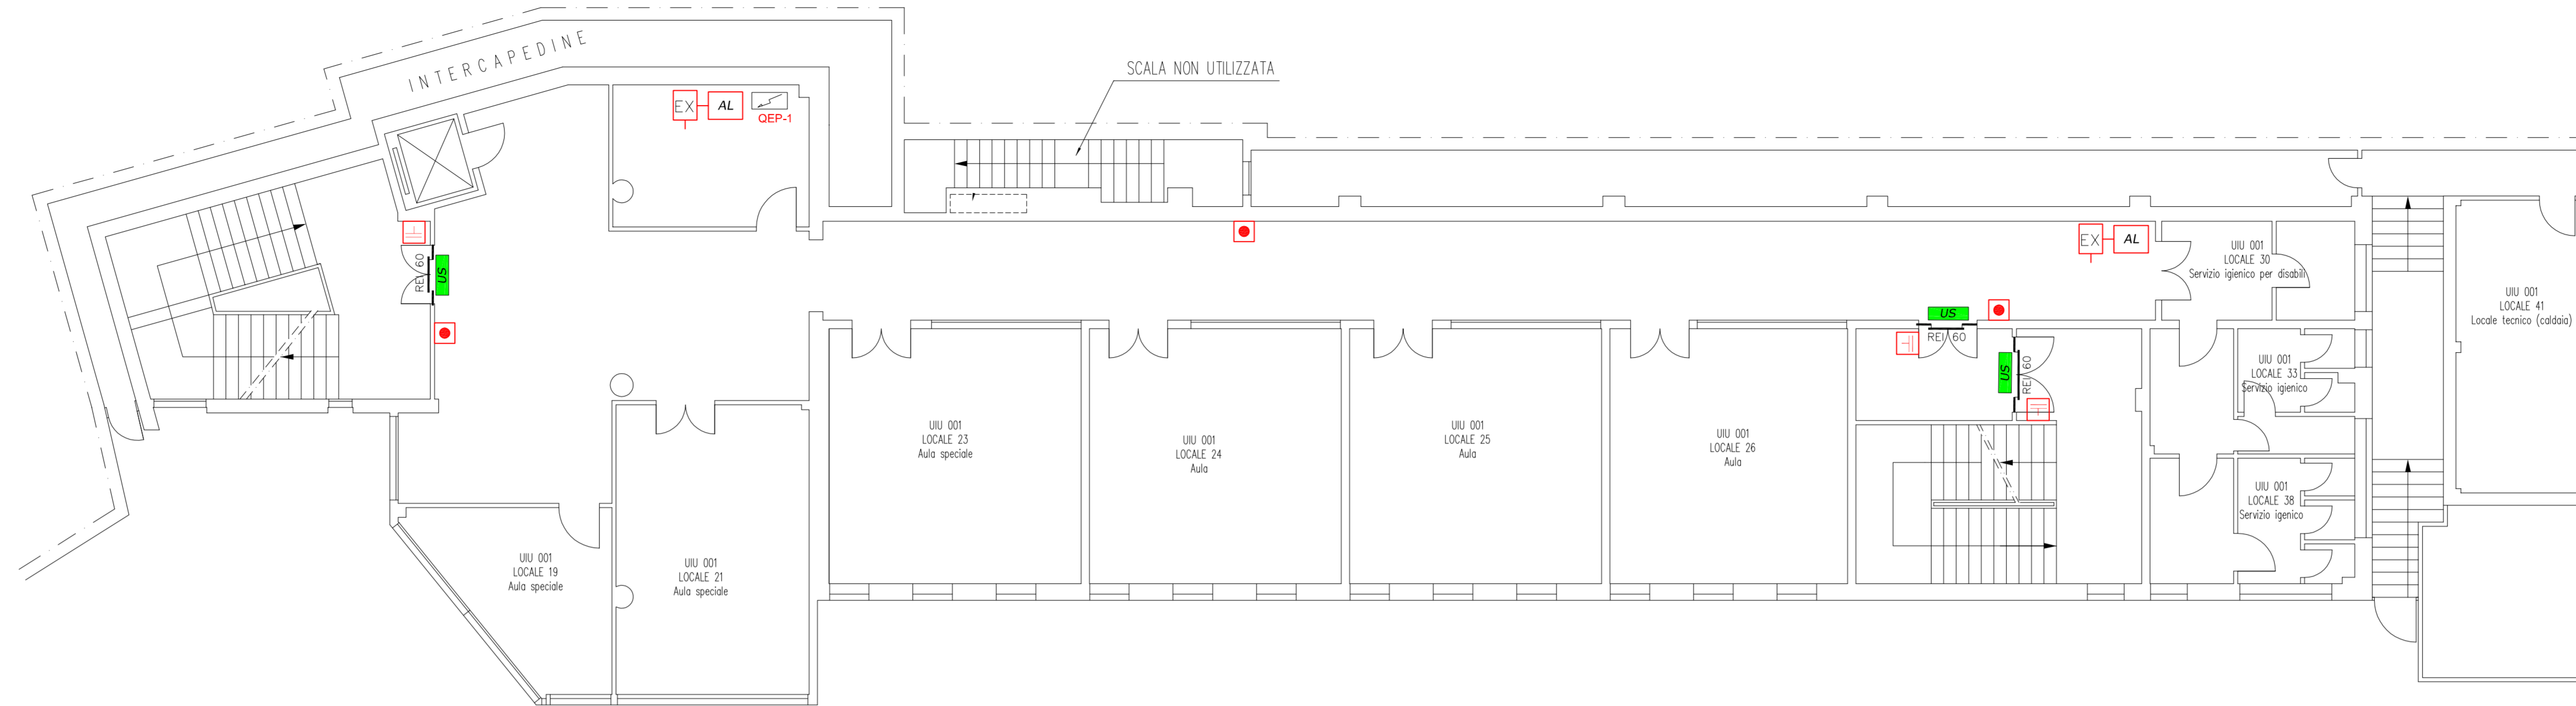 INTERCAPEDINE
SCALA NON UTILIZZATA
EX
AL
QEP-1
REI 60
US
EX
AL
UIU 001
LOCALE 30
Servizio igienico per disabili
UIU 001
LOCALE 41
Locale tecnico (caldaia)
US
REI 60
US
REI 60
UIU 001
LOCALE 33
Servizio igienico
UIU 001
LOCALE 23
Aula speciale
UIU 001
LOCALE 24
Aula
UIU 001
LOCALE 25
Aula
UIU 001
LOCALE 26
Aula
UIU 001
LOCALE 38
Servizio igenico
UIU 001
LOCALE 19
Aula speciale
UIU 001
LOCALE 21
Aula speciale